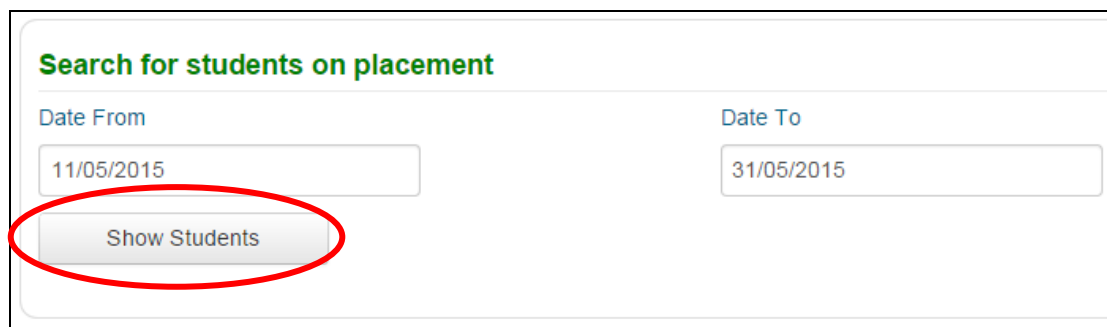 Search for students on placement
Date From Date To
11/05/2015 31/05/2015
Show Students